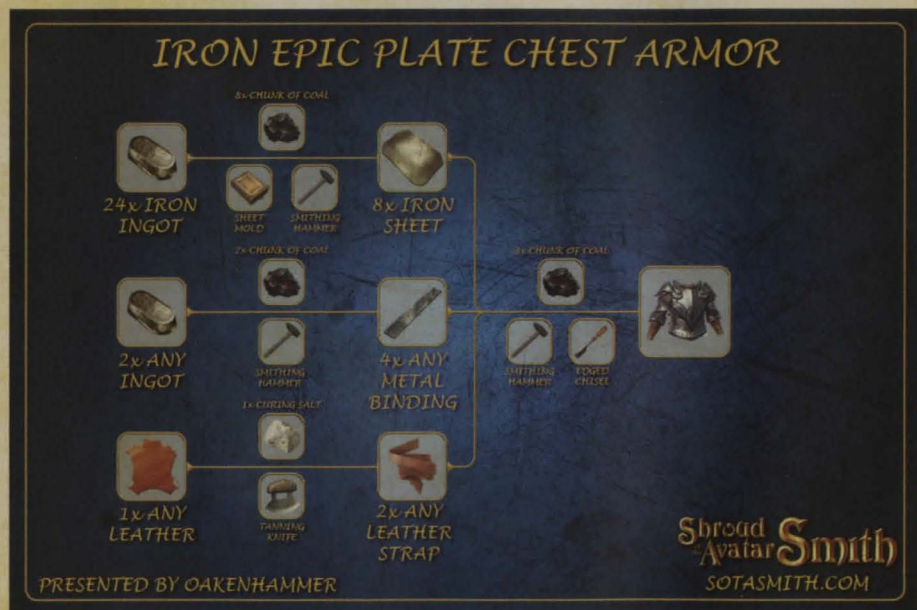 IRON EPIC PLATE CHEST ARMOR
8x CHUNK OF COAL
24x IRON
INGOT
SHEET
MOLD
SMITHING
HAMMER
8x IRON
SHEET
2x CHUNK OF COAL
2x ANY
INGOT
SMITHING
HAMMER
4x ANY
METAL
BINDING
CHUNK OF COAL
SMITHING
HAMMER
EDGED
CHISEL
1x CURING SALT
1x ANY
LEATHER
TANNING
KNIFE
2x ANY
LEATHER
STRAP
Shroud of the Avatar Smith
PRESENTED BY OAKENHAMMER
SOTASMITH.COM